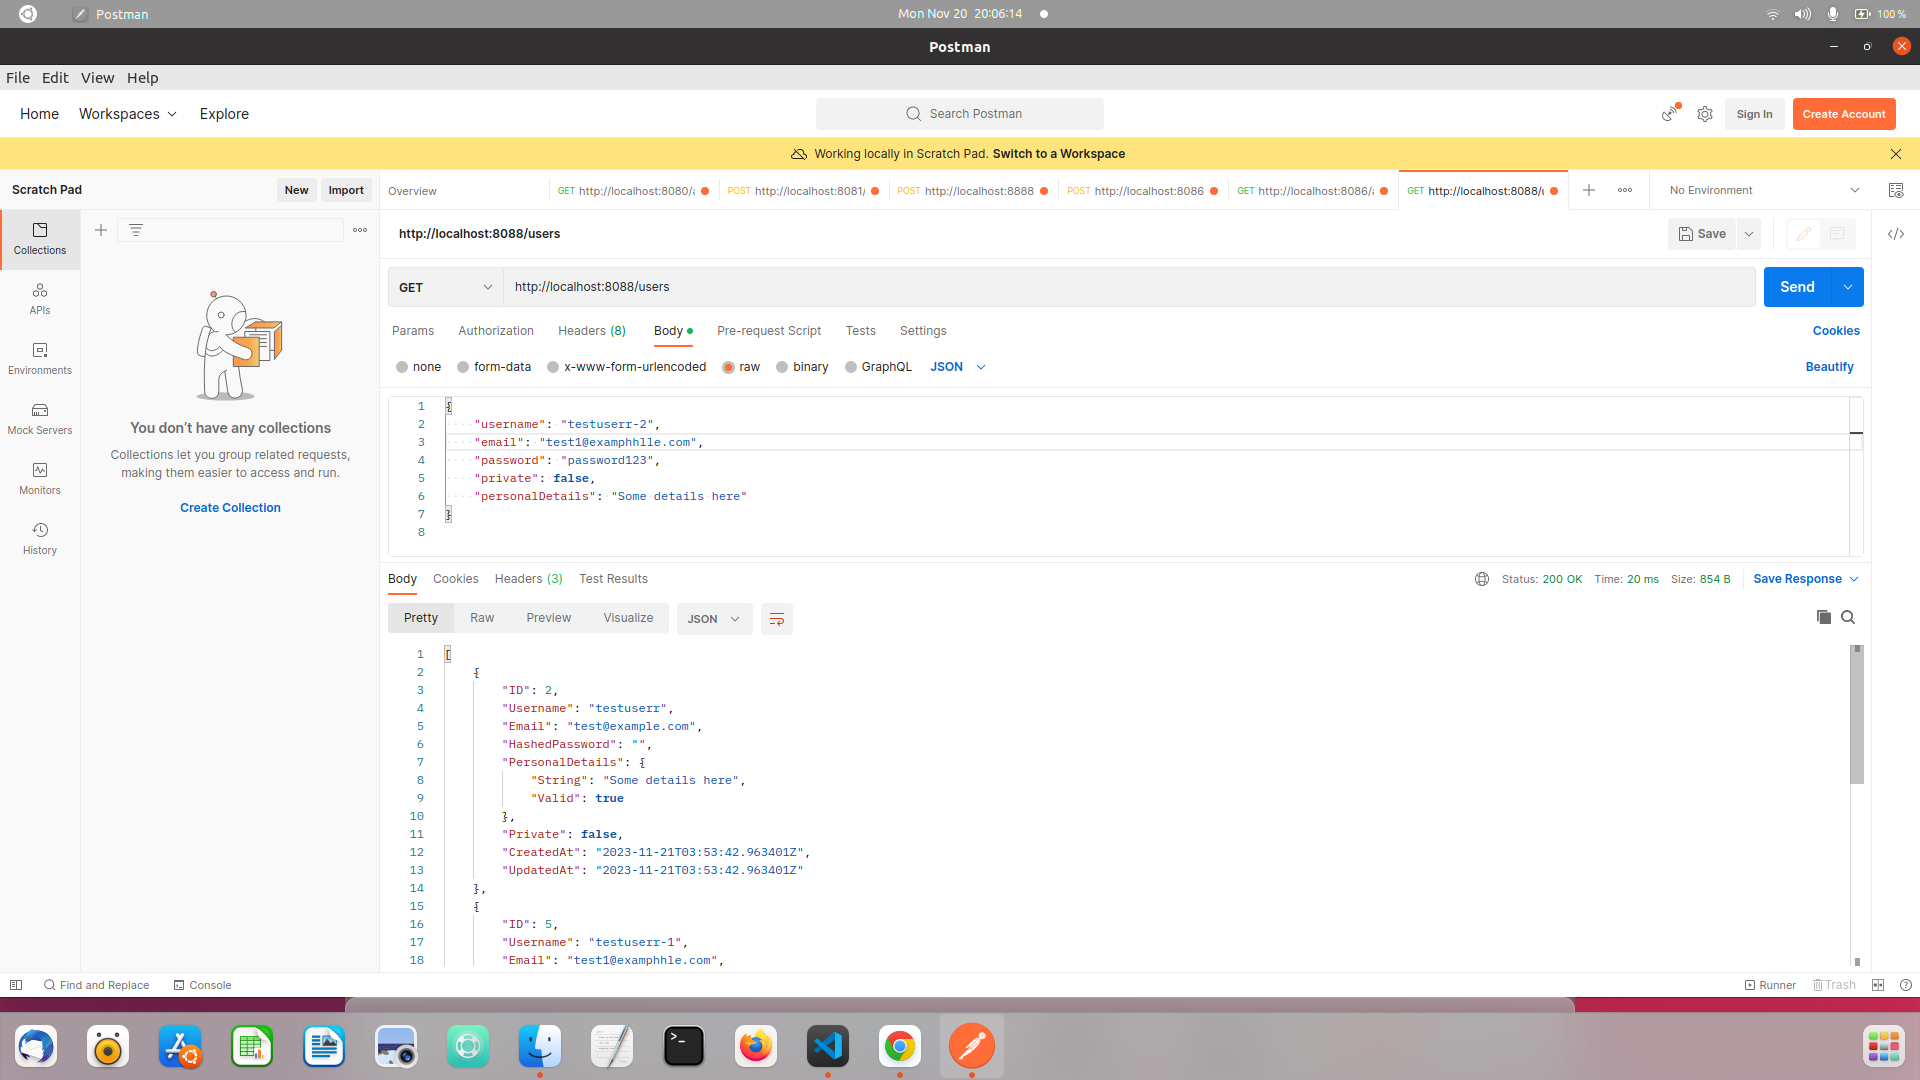 Postman
Mon Nov 20 20:06:14
100 %
Postman
File Edit View Help
Home Workspaces Explore
Search Postman
Sign In
Create Account
Working locally in Scratch Pad. Switch to a Workspace
Scratch Pad
New Import
Overview
GET http://localhost:8080/
POST http://localhost:8081/
POST http://localhost:8888
POST http://localhost:8086
GET http://localhost:8086/
GET http://localhost:8088/
No Environment
Collections
APIs
Environments
Mock Servers
Monitors
History
You don't have any collections
Collections let you group related requests,
making them easier to access and run.
Create Collection
http://localhost:8088/users
Save
GET http://localhost:8088/users
Send
Params Authorization Headers (8) Body Pre-request Script Tests Settings
Cookies
none form-data x-www-form-urlencoded raw binary GraphQL JSON
Beautify
1 {
2 "username": "testuserr-2",
3 "email": "test1@examphhlle.com",
4 "password": "password123",
5 "private": false,
6 "personalDetails": "Some details here"
7 }
8
Body Cookies Headers (3) Test Results
Status: 200 OK Time: 20 ms Size: 854 B
Save Response
Pretty Raw Preview Visualize JSON
1 [
2 {
3 "ID": 2,
4 "Username": "testuserr",
5 "Email": "test@example.com",
6 "HashedPassword": "",
7 "PersonalDetails": {
8 "String": "Some details here",
9 "Valid": true
10 },
11 "Private": false,
12 "CreatedAt": "2023-11-21T03:53:42.963401Z",
13 "UpdatedAt": "2023-11-21T03:53:42.963401Z"
14 },
15 {
16 "ID": 5,
17 "Username": "testuserr-1",
18 "Email": "test1@examphhle.com",
Find and Replace Console
Runner Trash